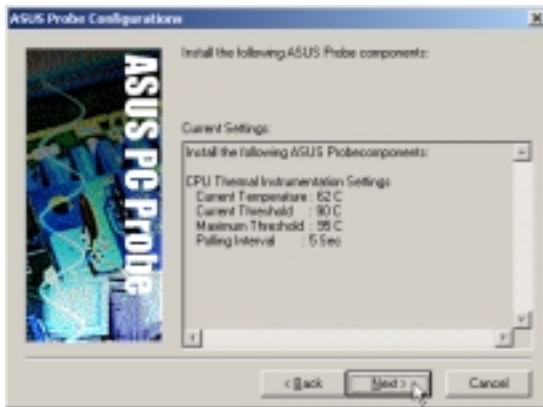 ASUS Probe Configurations
ASUS PC Probe
Install the following ASUS Probe components:
Current Settings:
Install the following ASUS Probecomponents:
CPU Thermal Instrumentation Settings
Current Temperature : 62 C
Current Threshold : 90 C
Maximum Threshold : 95 C
Polling Interval : 5 Sec
< Back
Next >
Cancel